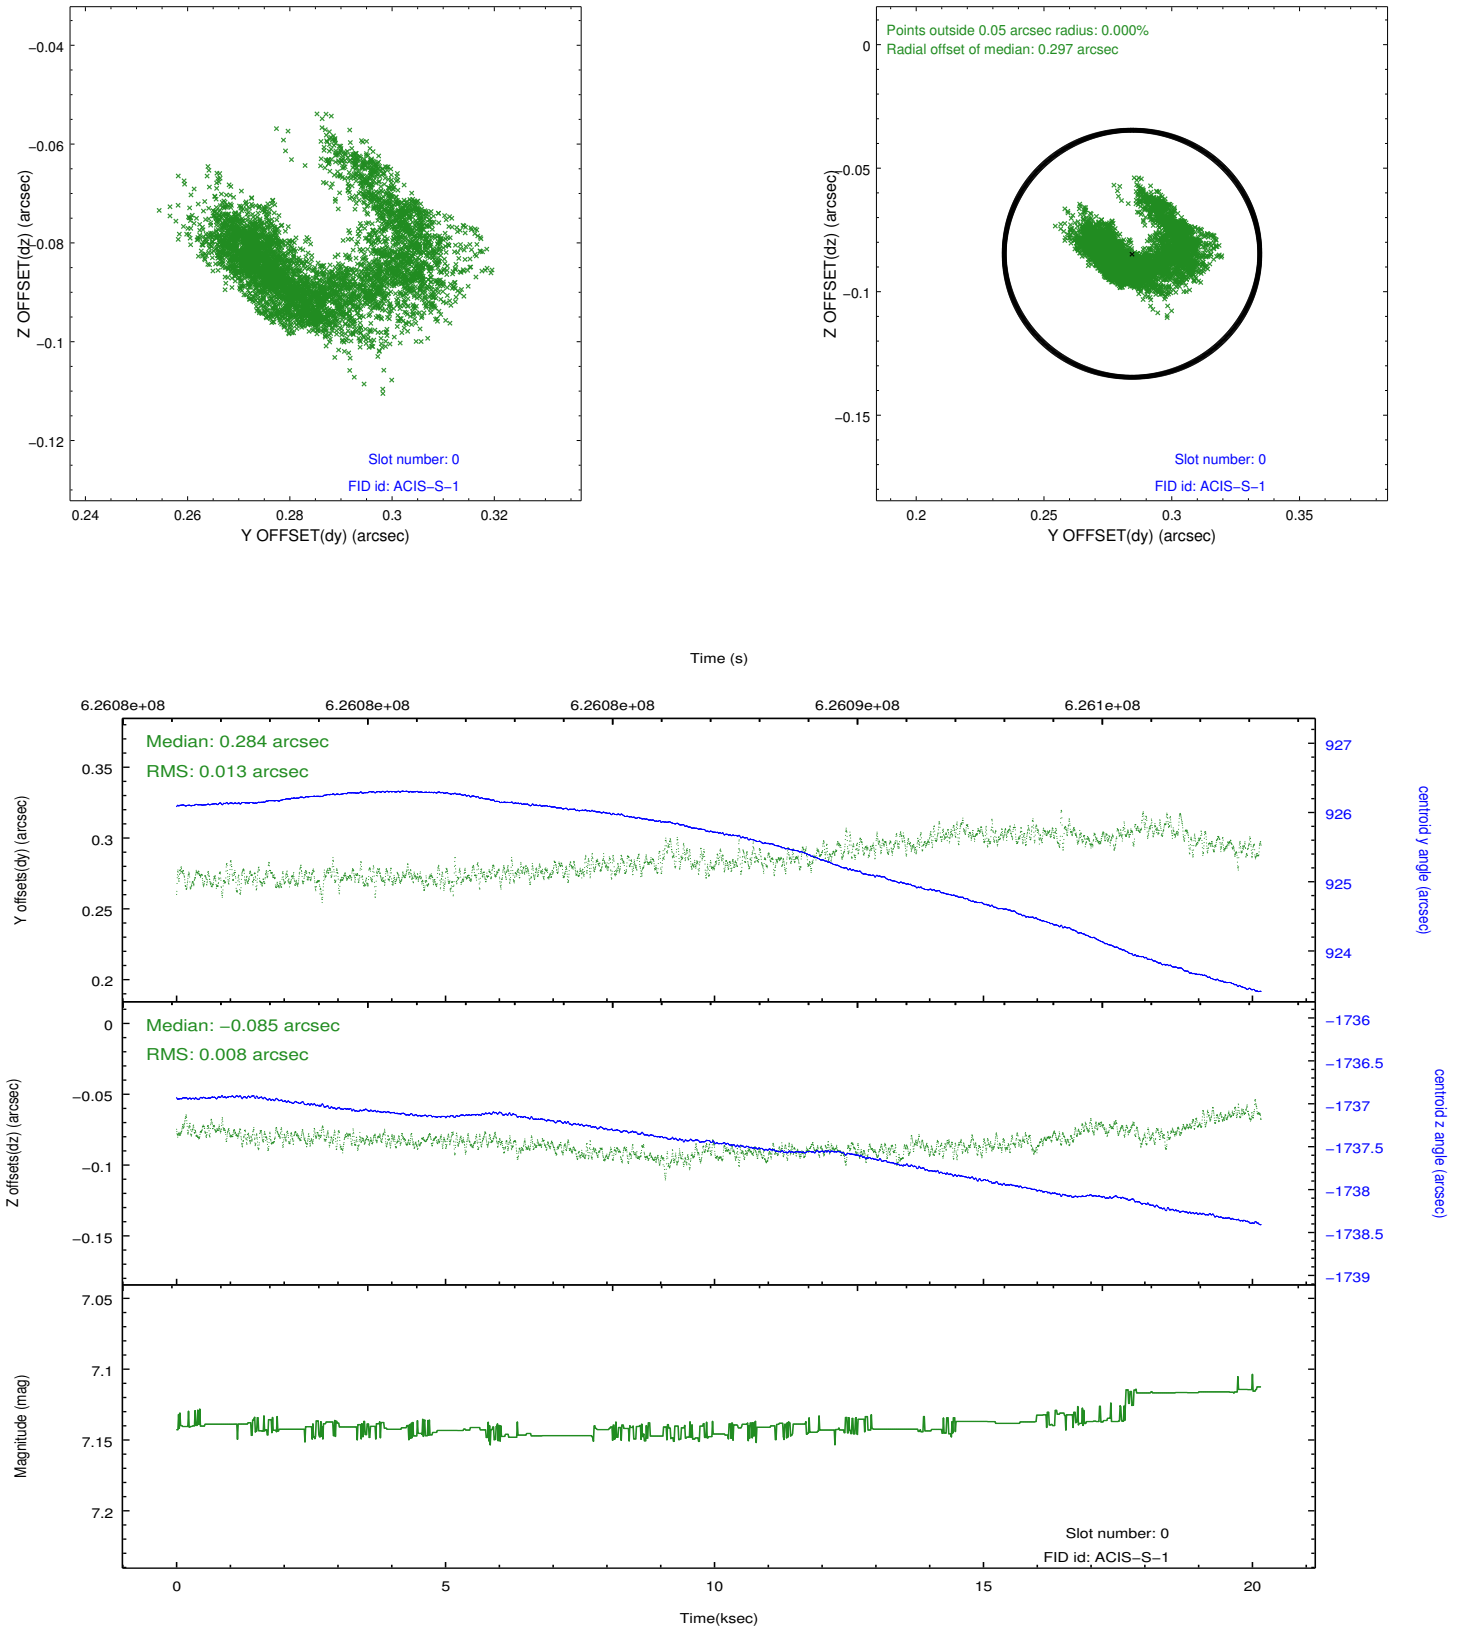 −0.04
−0.06
−0.08
−0.1
−0.12
Z OFFSET(dz) (arcsec)
Slot number: 0
FID id: ACIS−S−1
0.24 0.26 0.28 0.3 0.32
Y OFFSET(dy) (arcsec)
Points outside 0.05 arcsec radius: 0.000%
Radial offset of median: 0.297 arcsec
0
−0.05
−0.1
−0.15
Z OFFSET(dz) (arcsec)
Slot number: 0
FID id: ACIS−S−1
0.2 0.25 0.3 0.35
Y OFFSET(dy) (arcsec)
Time (s)
6.2608e+08 6.2608e+08 6.2608e+08 6.2609e+08 6.261e+08
Median: 0.284 arcsec
RMS: 0.013 arcsec
0.35
0.3
0.25
0.2
Y offsets(dy) (arcsec)
927
926
925
924
centroid y angle (arcsec)
Median: −0.085 arcsec
RMS: 0.008 arcsec
0
−0.05
−0.1
−0.15
Z offsets(dz) (arcsec)
−1736
−1736.5
−1737
−1737.5
−1738
−1738.5
−1739
centroid z angle (arcsec)
7.05
7.1
7.15
7.2
Magnitude (mag)
Slot number: 0
FID id: ACIS−S−1
0 5 10 15 20
Time(ksec)